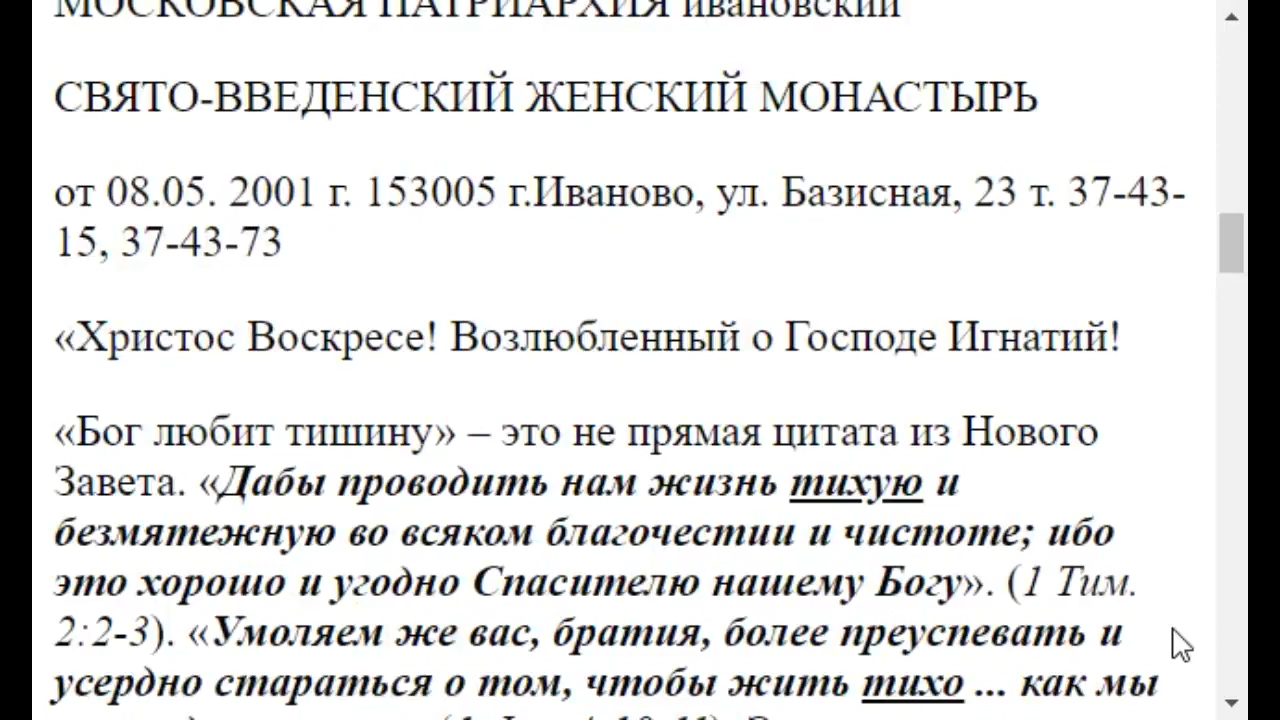 МОСКОВСКАЯ ПАТРИАРХИЯ ивановский
СВЯТО-ВВЕДЕНСКИЙ ЖЕНСКИЙ МОНАСТЫРЬ
от 08.05. 2001 г. 153005 г.Иваново, ул. Базисная, 23 т. 37-43-
15, 37-43-73
«Христос Воскресе! Возлюбленный о Господе Игнатий!
«Бог любит тишину» – это не прямая цитата из Нового
Завета. «Дабы проводить нам жизнь тихую и
безмятежную во всяком благочестии и чистоте; ибо
это хорошо и угодно Спасителю нашему Богу». (1 Тим.
2:2-3). «Умоляем же вас, братия, более преуспевать и
усердно стараться о том, чтобы жить тихо ... как мы